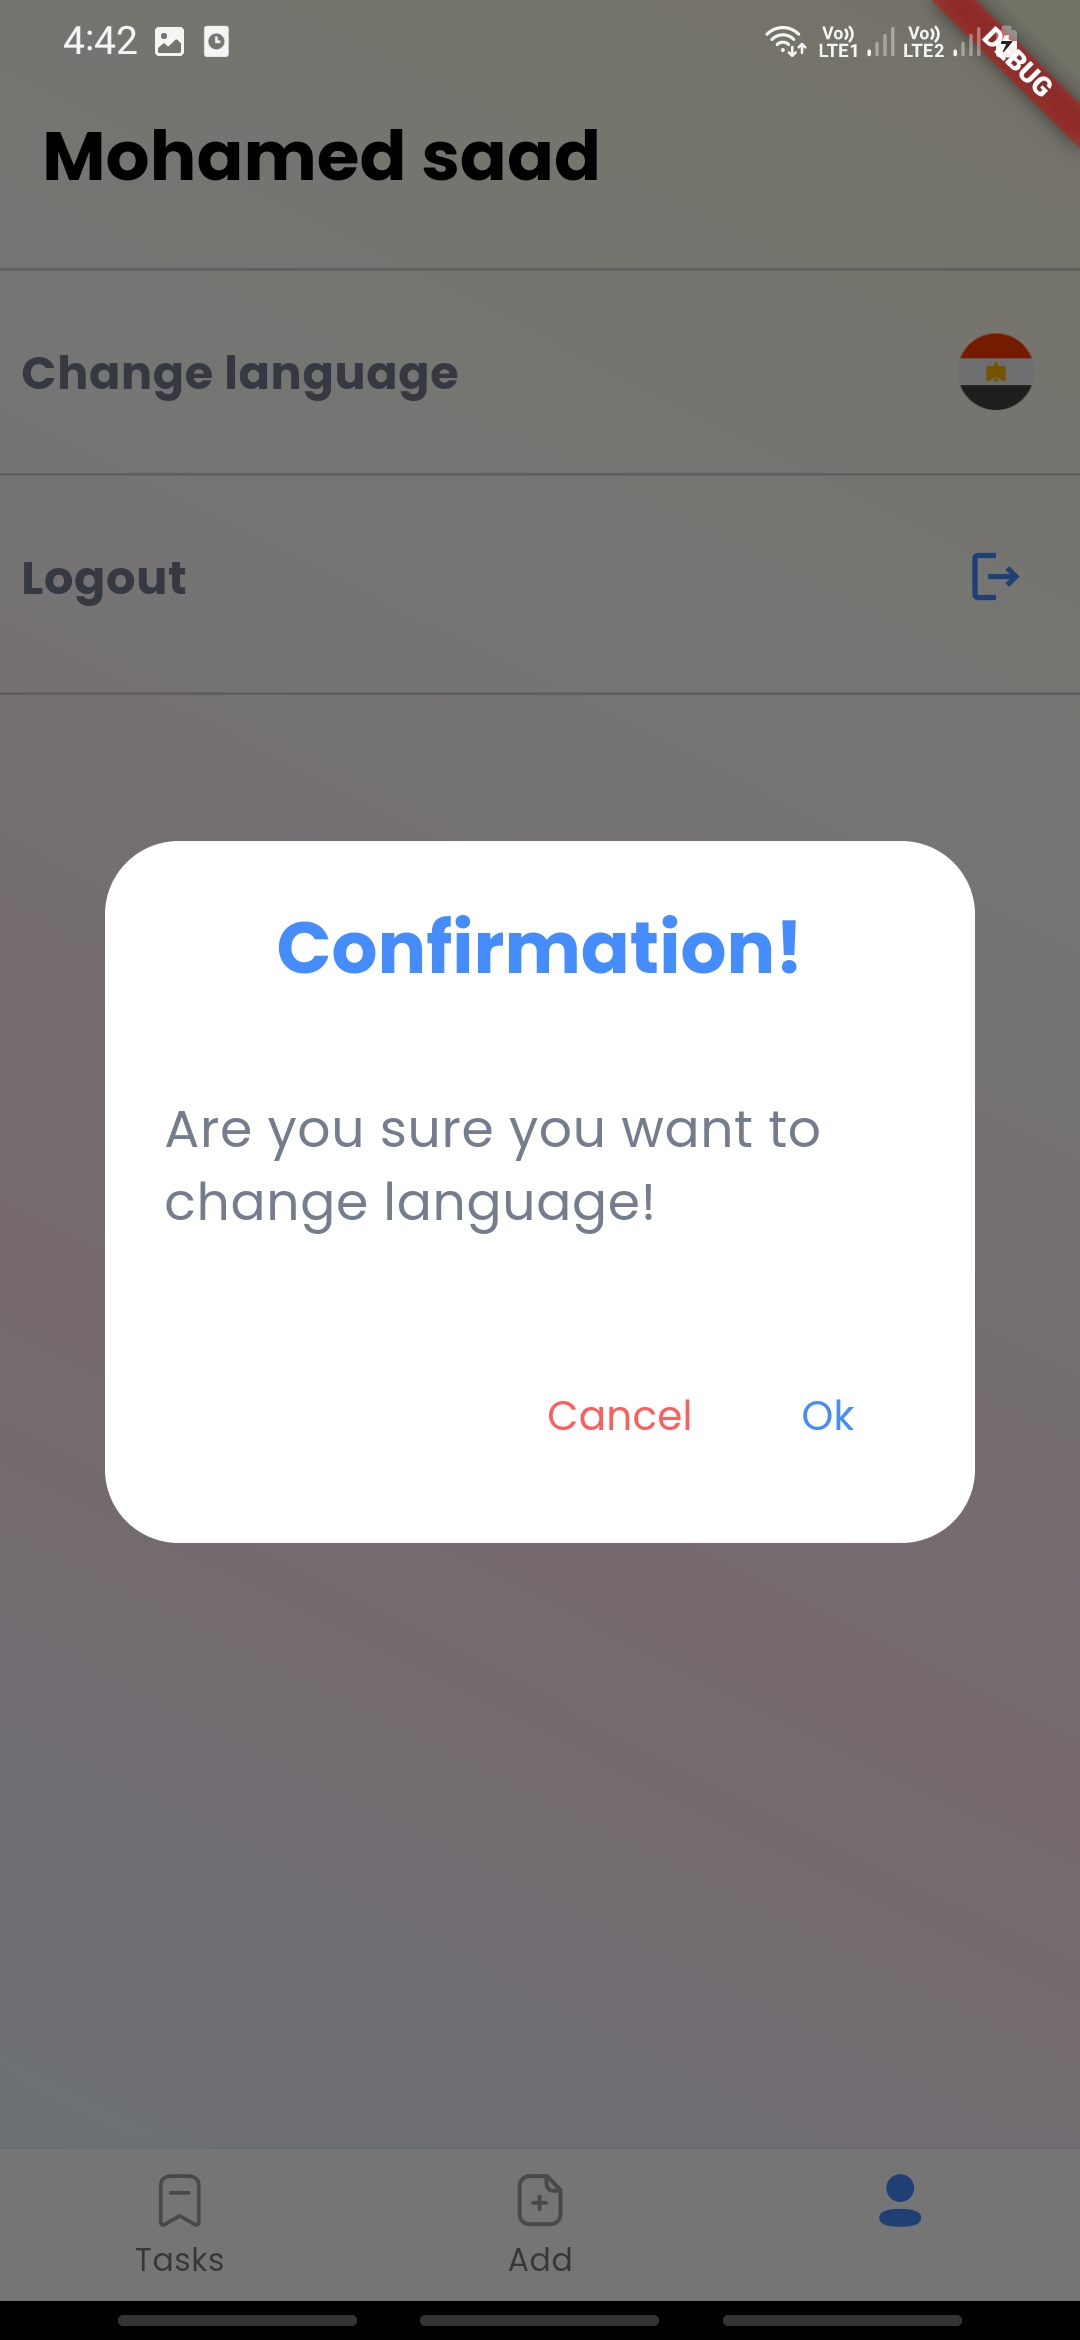 4:42
Vo)) LTE1 Vo)) LTE2
DEBUG
Mohamed saad
Change language
Logout
Confirmation!
Are you sure you want to
change language!
Cancel Ok
Tasks Add